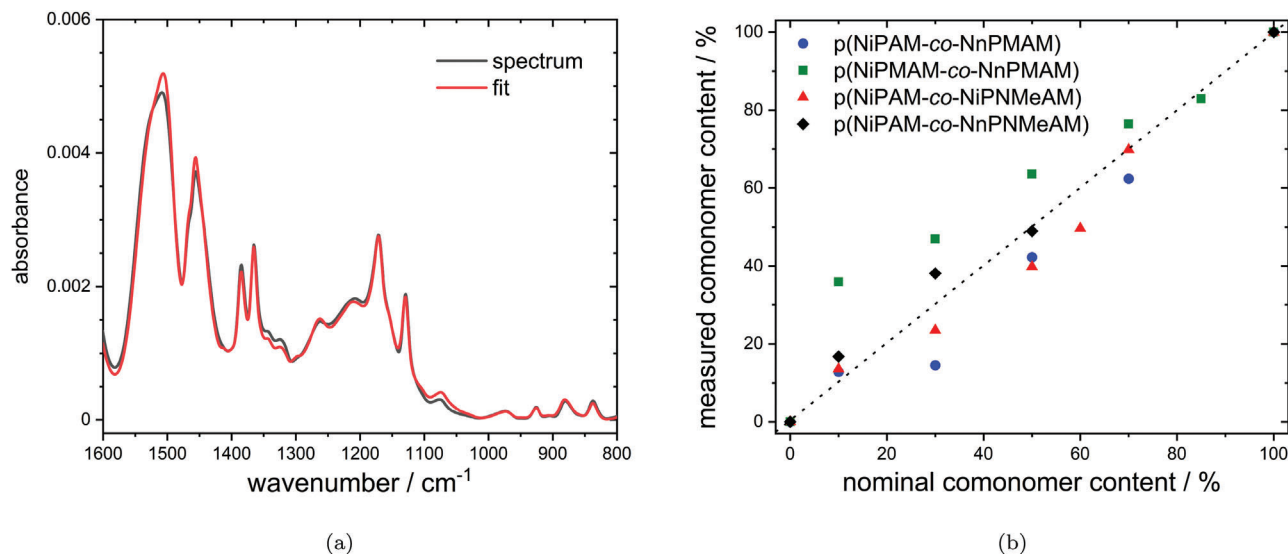 0.006
0.004
0.002
0
absorbance
spectrum
fit
1600 1500 1400 1300 1200 1100 1000 900 800
wavenumber / cm⁻¹
(a)
100
80
60
40
20
0
measured comonomer content / %
p(NiPAM-co-NnPMAM)
p(NiPMAM-co-NnPMAM)
p(NiPAM-co-NiPNMeAM)
p(NiPAM-co-NnPNMeAM)
0 20 40 60 80 100
nominal comonomer content / %
(b)